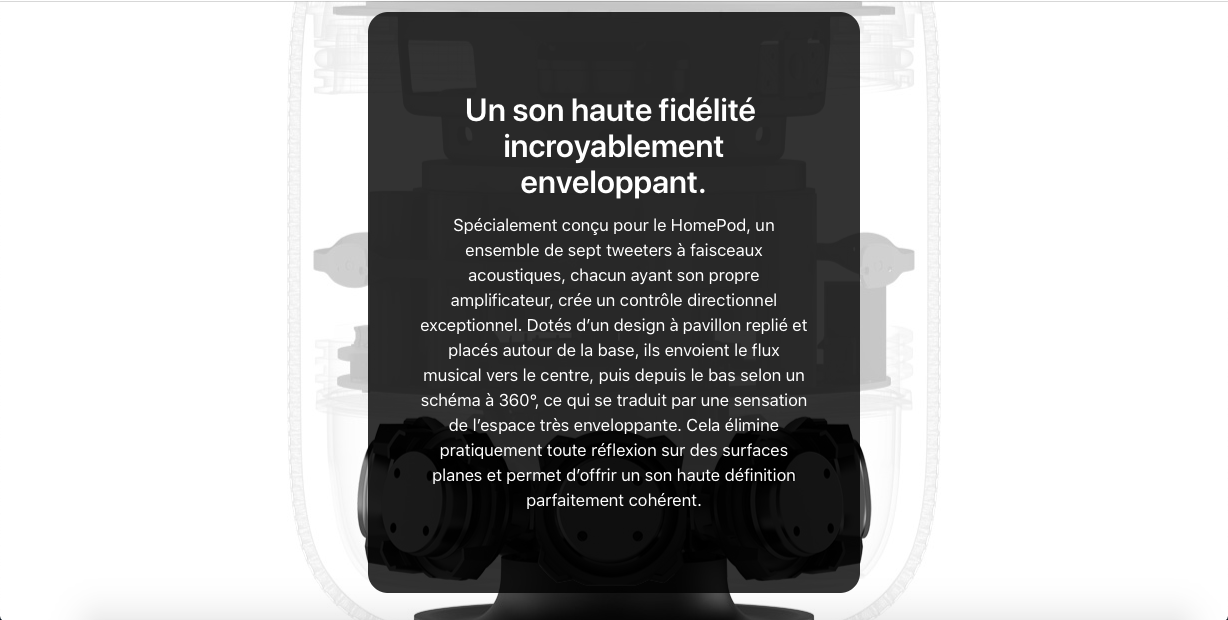 Un son haute fidélité
incroyablement
enveloppant.
Spécialement conçu pour le HomePod, un
ensemble de sept tweeters à faisceaux
acoustiques, chacun ayant son propre
amplificateur, crée un contrôle directionnel
exceptionnel. Dotés d’un design à pavillon replié et
placés autour de la base, ils envoient le flux
musical vers le centre, puis depuis le bas selon un
schéma à 360°, ce qui se traduit par une sensation
de l’espace très enveloppante. Cela élimine
pratiquement toute réflexion sur des surfaces
planes et permet d’offrir un son haute définition
parfaitement cohérent.